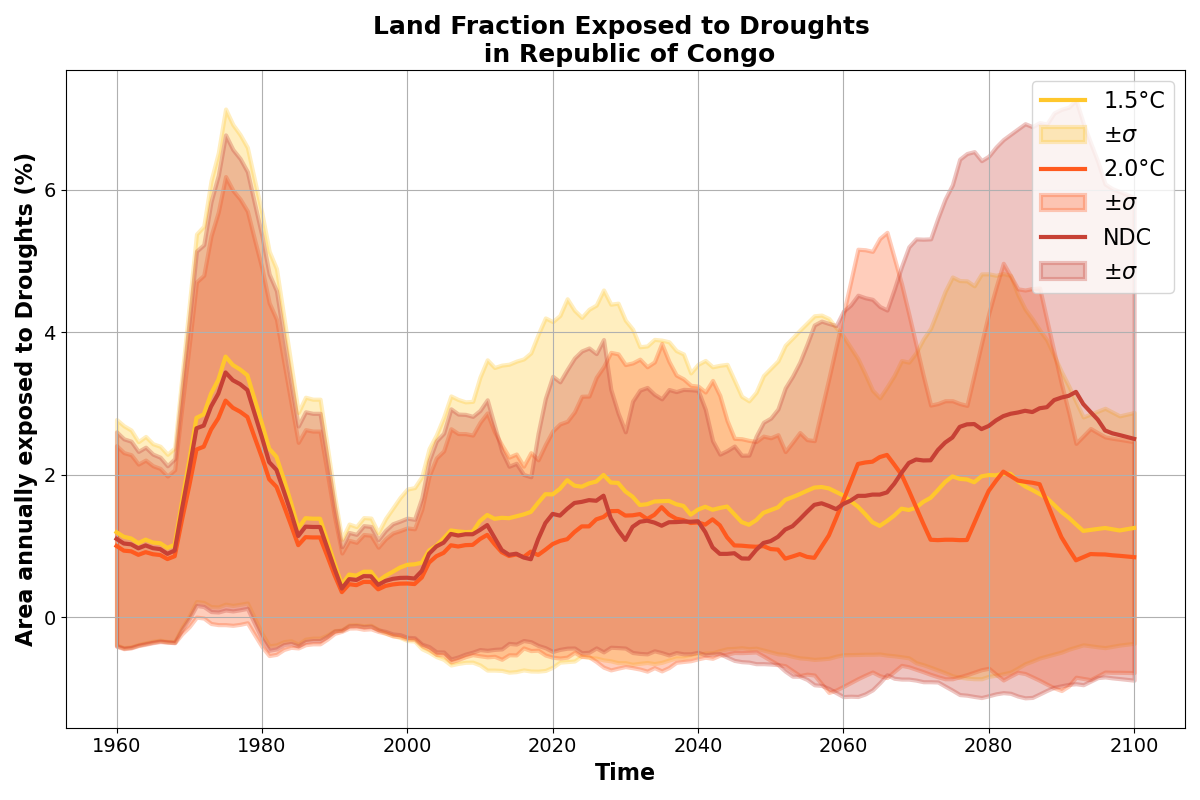 Land Fraction Exposed to Droughts
in Republic of Congo
Area annually exposed to Droughts (%)
6
4
2
0
1.5°C
±σ
2.0°C
±σ
NDC
±σ
1960 1980 2000 2020 2040 2060 2080 2100
Time